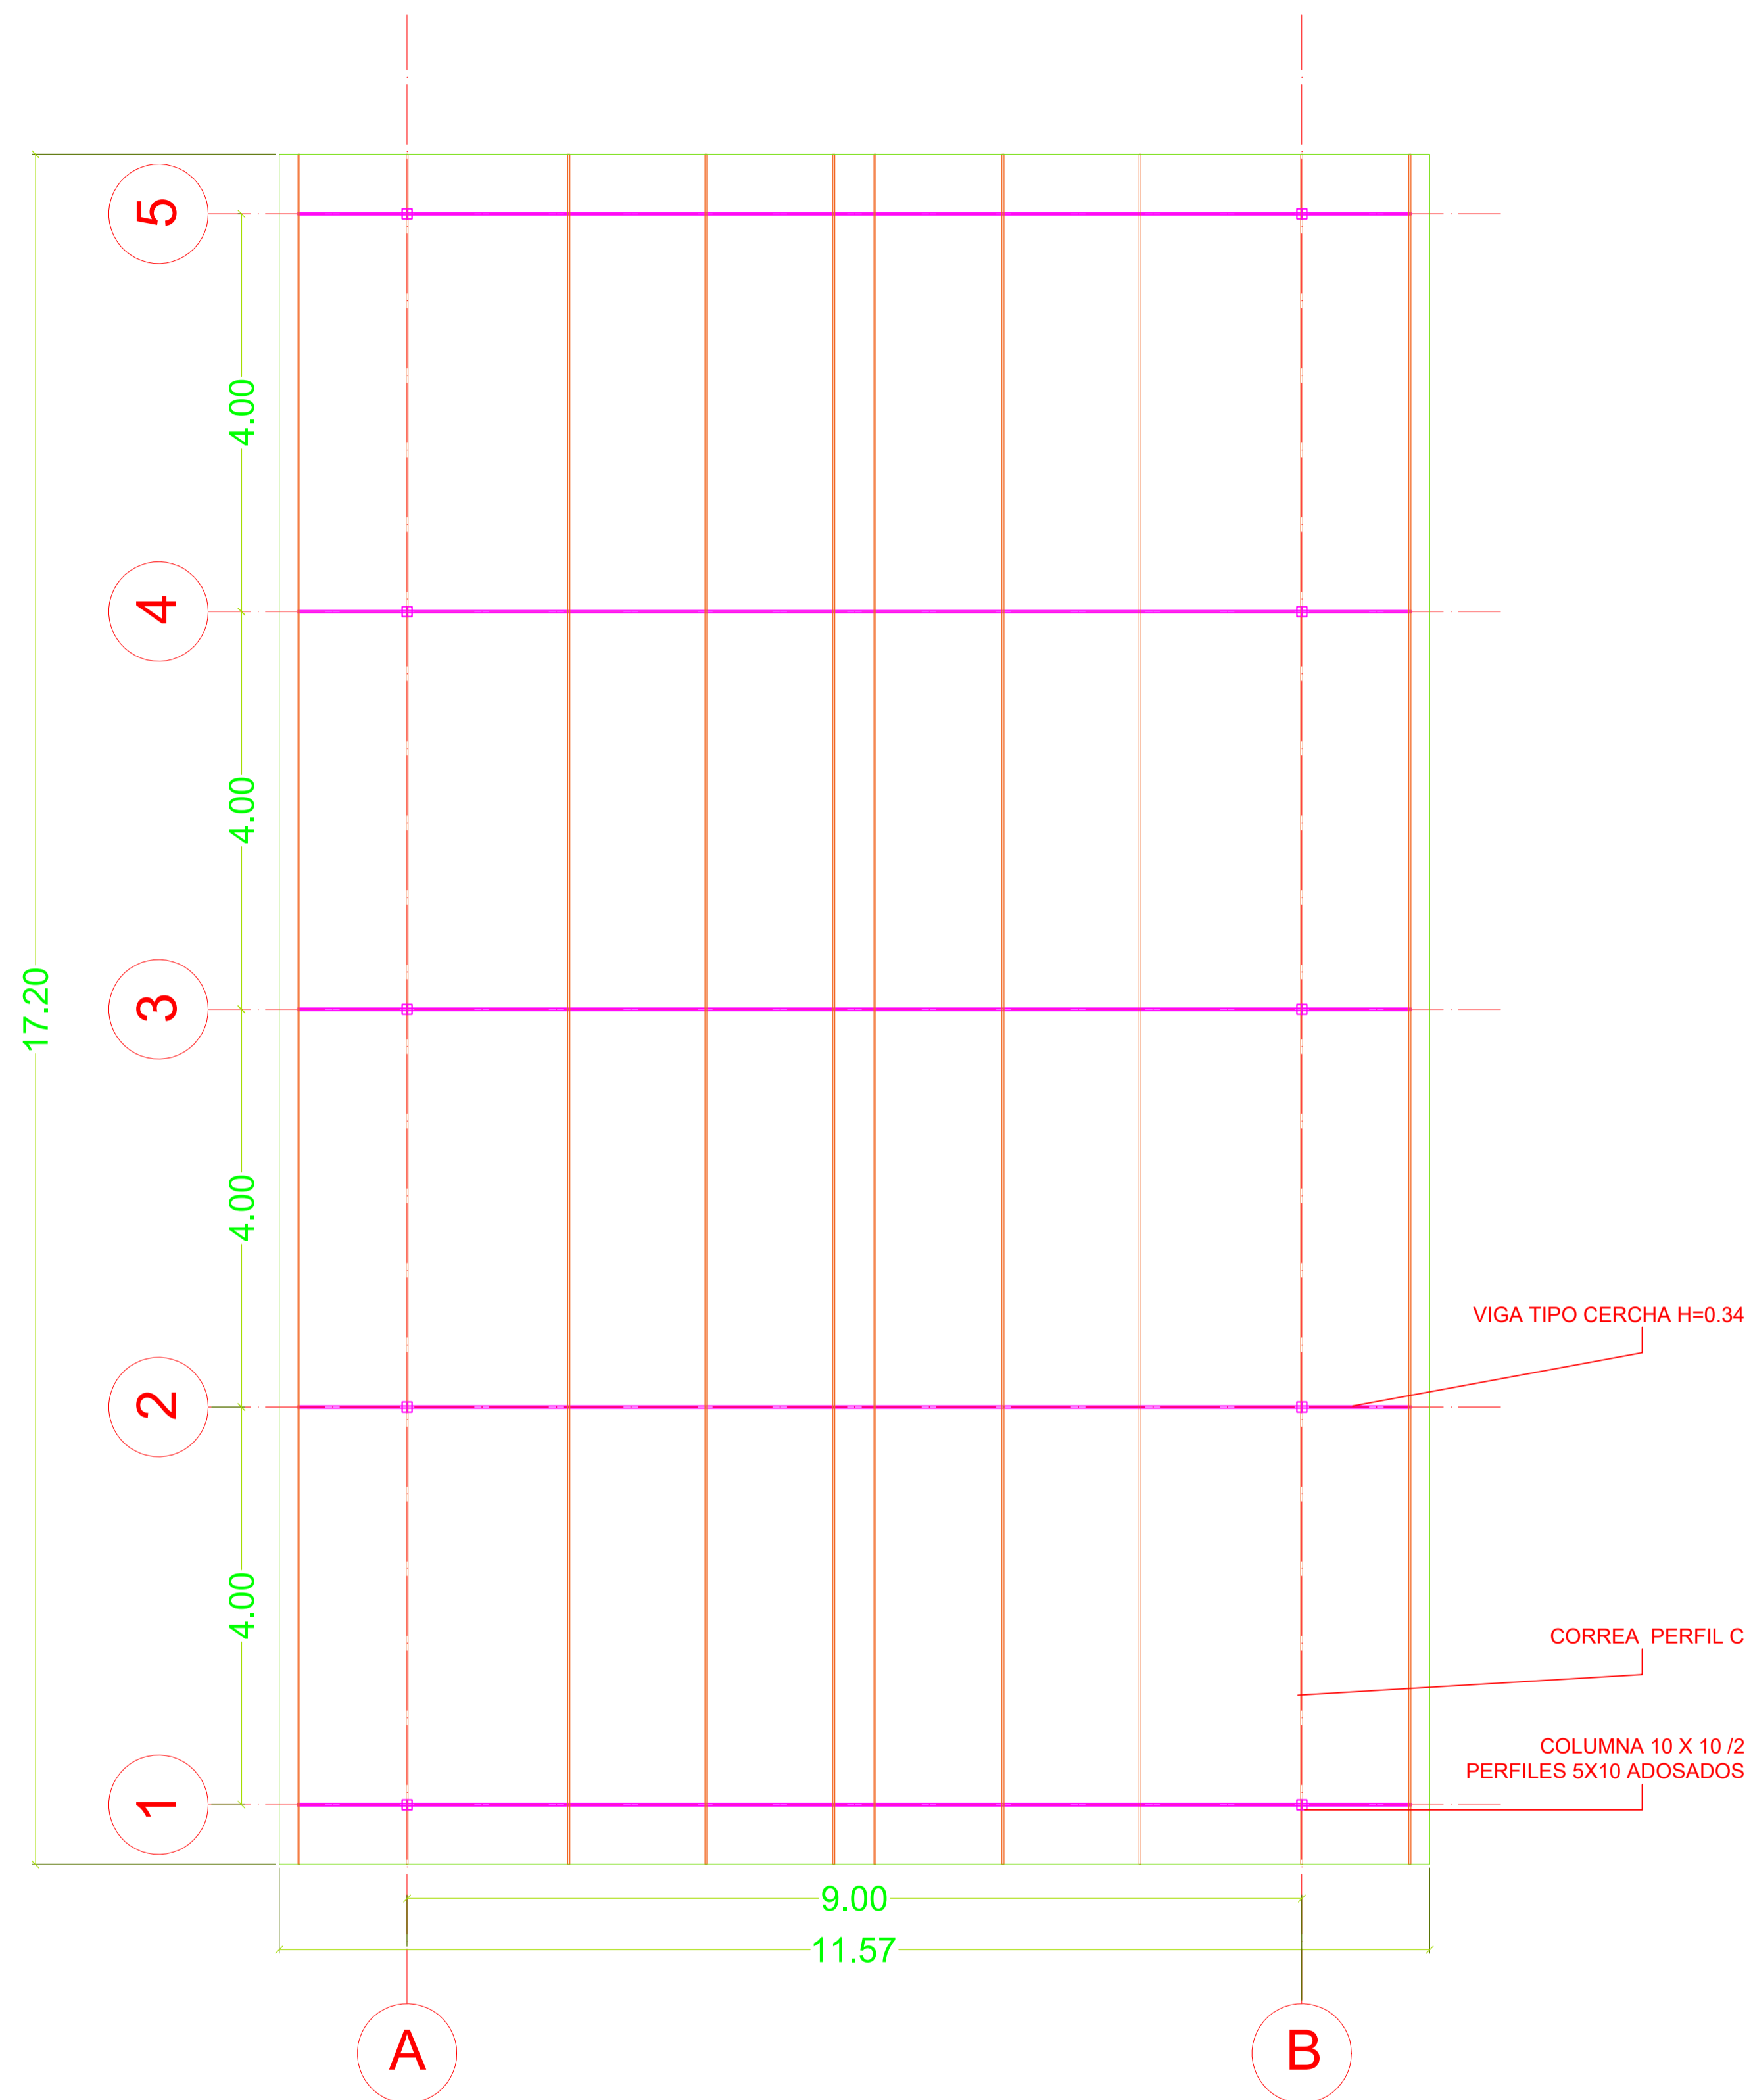 5
4.00
4
4.00
17.20
3
4.00
VIGA TIPO CERCHA H=0.34
2
4.00
CORREA PERFIL C
COLUMNA 10 X 10 /2
PERFILES 5X10 ADOSADOS
1
9.00
11.57
A
B